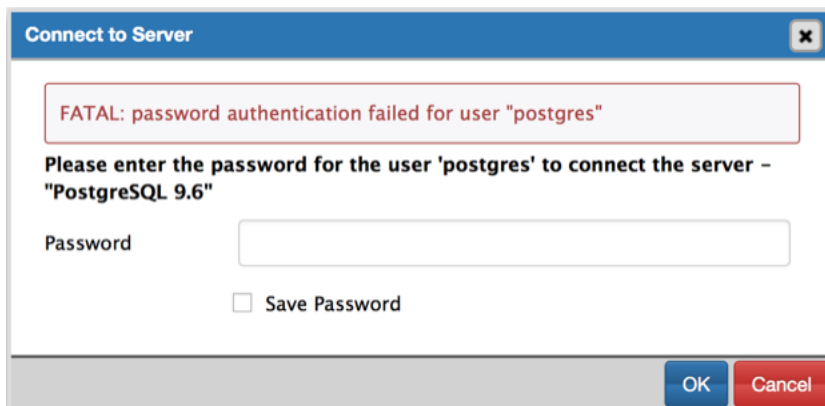 Connect to Server
FATAL: password authentication failed for user "postgres"
Please enter the password for the user 'postgres' to connect the server –
"PostgreSQL 9.6"
Password
Save Password
OK
Cancel